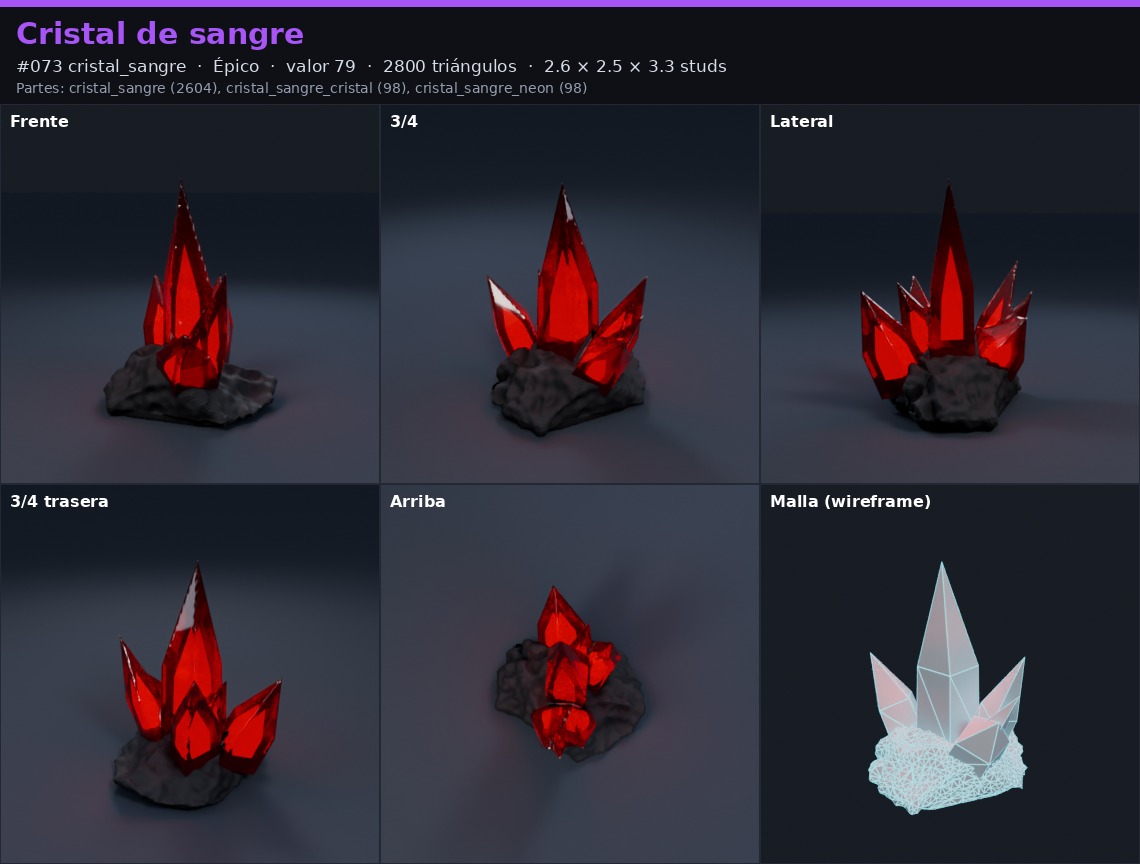 Cristal de sangre
#073 cristal_sangre · Épico · valor 79 · 2800 triángulos · 2.6 × 2.5 × 3.3 studs
Partes: cristal_sangre (2604), cristal_sangre_cristal (98), cristal_sangre_neon (98)
Frente
3/4
Lateral
3/4 trasera
Arriba
Malla (wireframe)